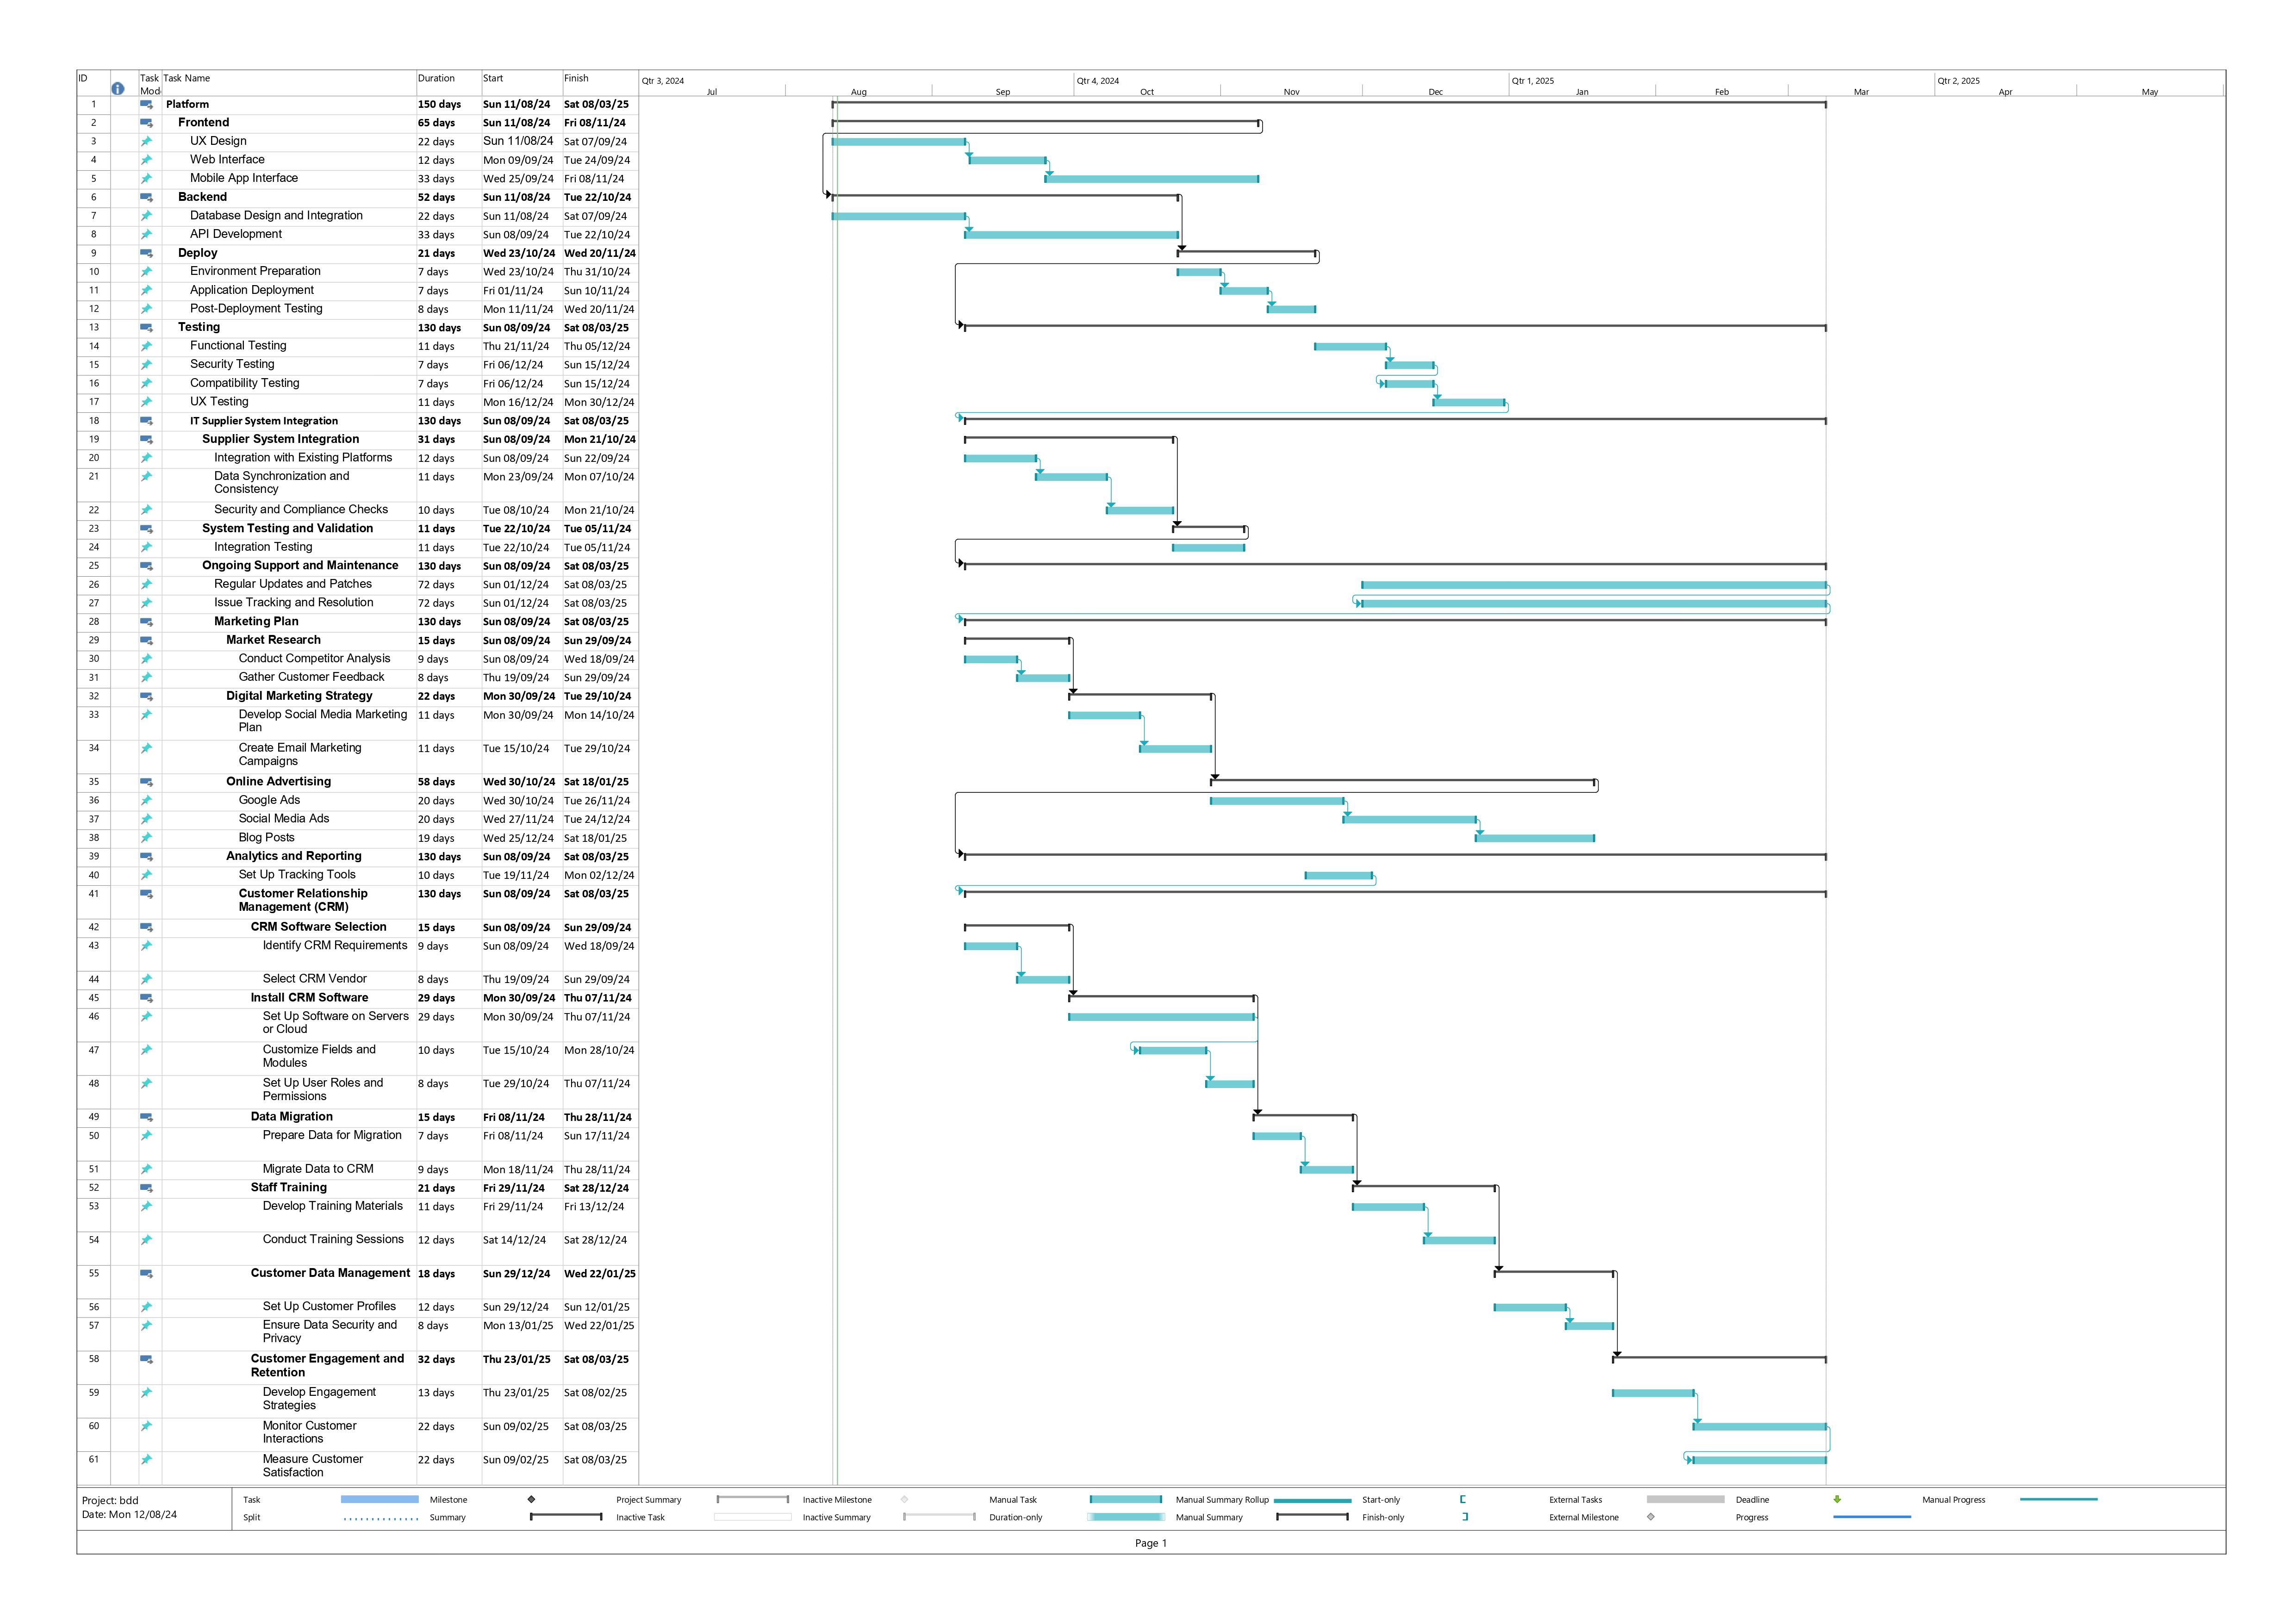 ID Task Mod Task Name Duration Start Finish Qtr 3, 2024 Qtr 4, 2024 Qtr 1, 2025 Qtr 2, 2025
Jul Aug Sep Oct Nov Dec Jan Feb Mar Apr May
1 Platform 150 days Sun 11/08/24 Sat 08/03/25
2 Frontend 65 days Sun 11/08/24 Fri 08/11/24
3 UX Design 22 days Sun 11/08/24 Sat 07/09/24
4 Web Interface 12 days Mon 09/09/24 Tue 24/09/24
5 Mobile App Interface 33 days Wed 25/09/24 Fri 08/11/24
6 Backend 52 days Sun 11/08/24 Tue 22/10/24
7 Database Design and Integration 22 days Sun 11/08/24 Sat 07/09/24
8 API Development 33 days Sun 08/09/24 Tue 22/10/24
9 Deploy 21 days Wed 23/10/24 Wed 20/11/24
10 Environment Preparation 7 days Wed 23/10/24 Thu 31/10/24
11 Application Deployment 7 days Fri 01/11/24 Sun 10/11/24
12 Post-Deployment Testing 8 days Mon 11/11/24 Wed 20/11/24
13 Testing 130 days Sun 08/09/24 Sat 08/03/25
14 Functional Testing 11 days Thu 21/11/24 Thu 05/12/24
15 Security Testing 7 days Fri 06/12/24 Sun 15/12/24
16 Compatibility Testing 7 days Fri 06/12/24 Sun 15/12/24
17 UX Testing 11 days Mon 16/12/24 Mon 30/12/24
18 IT Supplier System Integration 130 days Sun 08/09/24 Sat 08/03/25
19 Supplier System Integration 31 days Sun 08/09/24 Mon 21/10/24
20 Integration with Existing Platforms 12 days Sun 08/09/24 Sun 22/09/24
21 Data Synchronization and 11 days Mon 23/09/24 Mon 07/10/24
Consistency
22 Security and Compliance Checks 10 days Tue 08/10/24 Mon 21/10/24
23 System Testing and Validation 11 days Tue 22/10/24 Tue 05/11/24
24 Integration Testing 11 days Tue 22/10/24 Tue 05/11/24
25 Ongoing Support and Maintenance 130 days Sun 08/09/24 Sat 08/03/25
26 Regular Updates and Patches 72 days Sun 01/12/24 Sat 08/03/25
27 Issue Tracking and Resolution 72 days Sun 01/12/24 Sat 08/03/25
28 Marketing Plan 130 days Sun 08/09/24 Sat 08/03/25
29 Market Research 15 days Sun 08/09/24 Sun 29/09/24
30 Conduct Competitor Analysis 9 days Sun 08/09/24 Wed 18/09/24
31 Gather Customer Feedback 8 days Thu 19/09/24 Sun 29/09/24
32 Digital Marketing Strategy 22 days Mon 30/09/24 Tue 29/10/24
33 Develop Social Media Marketing 11 days Mon 30/09/24 Mon 14/10/24
Plan
34 Create Email Marketing 11 days Tue 15/10/24 Tue 29/10/24
Campaigns
35 Online Advertising 58 days Wed 30/10/24 Sat 18/01/25
36 Google Ads 20 days Wed 30/10/24 Tue 26/11/24
37 Social Media Ads 20 days Wed 27/11/24 Tue 24/12/24
38 Blog Posts 19 days Wed 25/12/24 Sat 18/01/25
39 Analytics and Reporting 130 days Sun 08/09/24 Sat 08/03/25
40 Set Up Tracking Tools 10 days Tue 19/11/24 Mon 02/12/24
41 Customer Relationship 130 days Sun 08/09/24 Sat 08/03/25
Management (CRM)
42 CRM Software Selection 15 days Sun 08/09/24 Sun 29/09/24
43 Identify CRM Requirements 9 days Sun 08/09/24 Wed 18/09/24
44 Select CRM Vendor 8 days Thu 19/09/24 Sun 29/09/24
45 Install CRM Software 29 days Mon 30/09/24 Thu 07/11/24
46 Set Up Software on Servers 29 days Mon 30/09/24 Thu 07/11/24
or Cloud
47 Customize Fields and 10 days Tue 15/10/24 Mon 28/10/24
Modules
48 Set Up User Roles and 8 days Tue 29/10/24 Thu 07/11/24
Permissions
49 Data Migration 15 days Fri 08/11/24 Thu 28/11/24
50 Prepare Data for Migration 7 days Fri 08/11/24 Sun 17/11/24
51 Migrate Data to CRM 9 days Mon 18/11/24 Thu 28/11/24
52 Staff Training 21 days Fri 29/11/24 Sat 28/12/24
53 Develop Training Materials 11 days Fri 29/11/24 Fri 13/12/24
54 Conduct Training Sessions 12 days Sat 14/12/24 Sat 28/12/24
55 Customer Data Management 18 days Sun 29/12/24 Wed 22/01/25
56 Set Up Customer Profiles 12 days Sun 29/12/24 Sun 12/01/25
57 Ensure Data Security and 8 days Mon 13/01/25 Wed 22/01/25
Privacy
58 Customer Engagement and 32 days Thu 23/01/25 Sat 08/03/25
Retention
59 Develop Engagement 13 days Thu 23/01/25 Sat 08/02/25
Strategies
60 Monitor Customer 22 days Sun 09/02/25 Sat 08/03/25
Interactions
61 Measure Customer 22 days Sun 09/02/25 Sat 08/03/25
Satisfaction
Project: bdd
Date: Mon 12/08/24
Task Milestone Project Summary Inactive Milestone Manual Task Manual Summary Rollup Start-only External Tasks Deadline Manual Progress
Split Summary Inactive Task Inactive Summary Duration-only Manual Summary Finish-only External Milestone Progress
Page 1